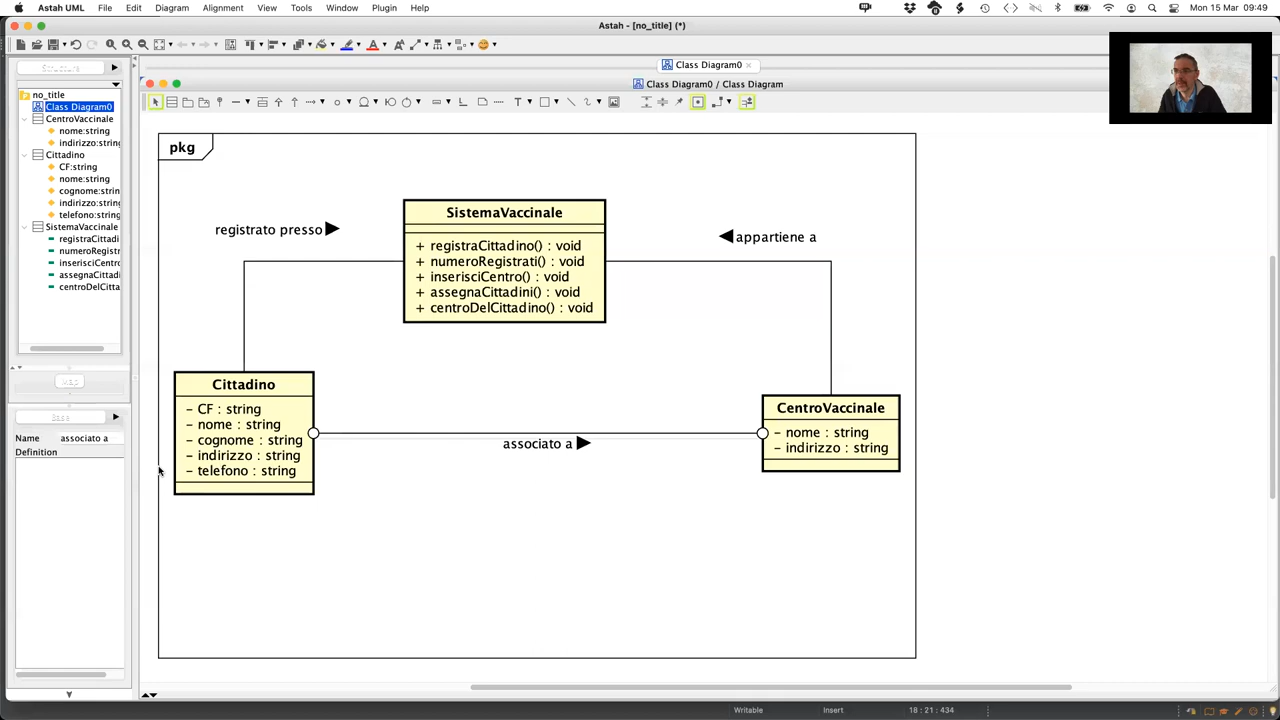 Astah UML File Edit Diagram Alignment View Tools Window Plugin Help
Mon 15 Mar 09:49
Astah - [no_title] (*)
Class Diagram0
Class Diagram0 / Class Diagram
Structure
no_title
Class Diagram0
CentroVaccinale
nome:string
indirizzo:string
Cittadino
CF:string
nome:string
cognome:strin
indirizzo:string
telefono:string
SistemaVaccinale
registraCittadi
numeroRegistr
inserisciCentro
assegnaCittadi
centroDelCitta
Map
Base
Name associato a
Definition
pkg
registrato presso
SistemaVaccinale
+ registraCittadino() : void
+ numeroRegistrati() : void
+ inserisciCentro() : void
+ assegnaCittadini() : void
+ centroDelCittadino() : void
appartiene a
Cittadino
- CF : string
- nome : string
- cognome : string
- indirizzo : string
- telefono : string
associato a
CentroVaccinale
- nome : string
- indirizzo : string
Writable Insert 18 : 21 : 434